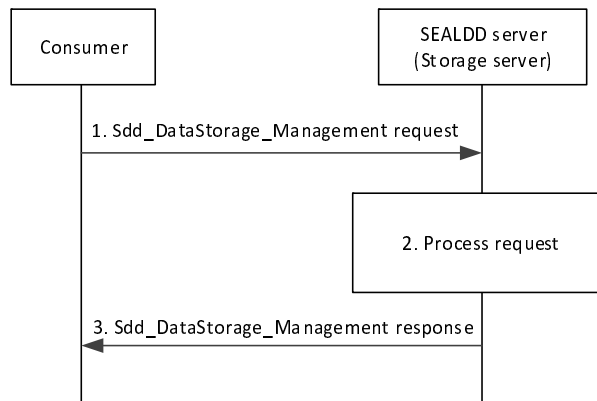 Consumer
SEALDD server
(Storage server)
1. Sdd_DataStorage_Management request
2. Process request
3. Sdd_DataStorage_Management response